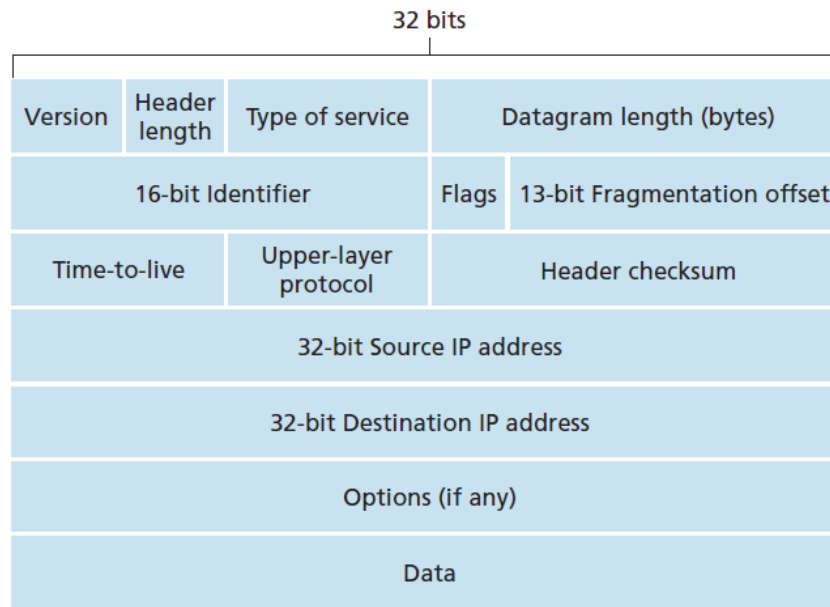 32 bits
Version
Header
length
Type of service
Datagram length (bytes)
16-bit Identifier
Flags
13-bit Fragmentation offset
Time-to-live
Upper-layer
protocol
Header checksum
32-bit Source IP address
32-bit Destination IP address
Options (if any)
Data